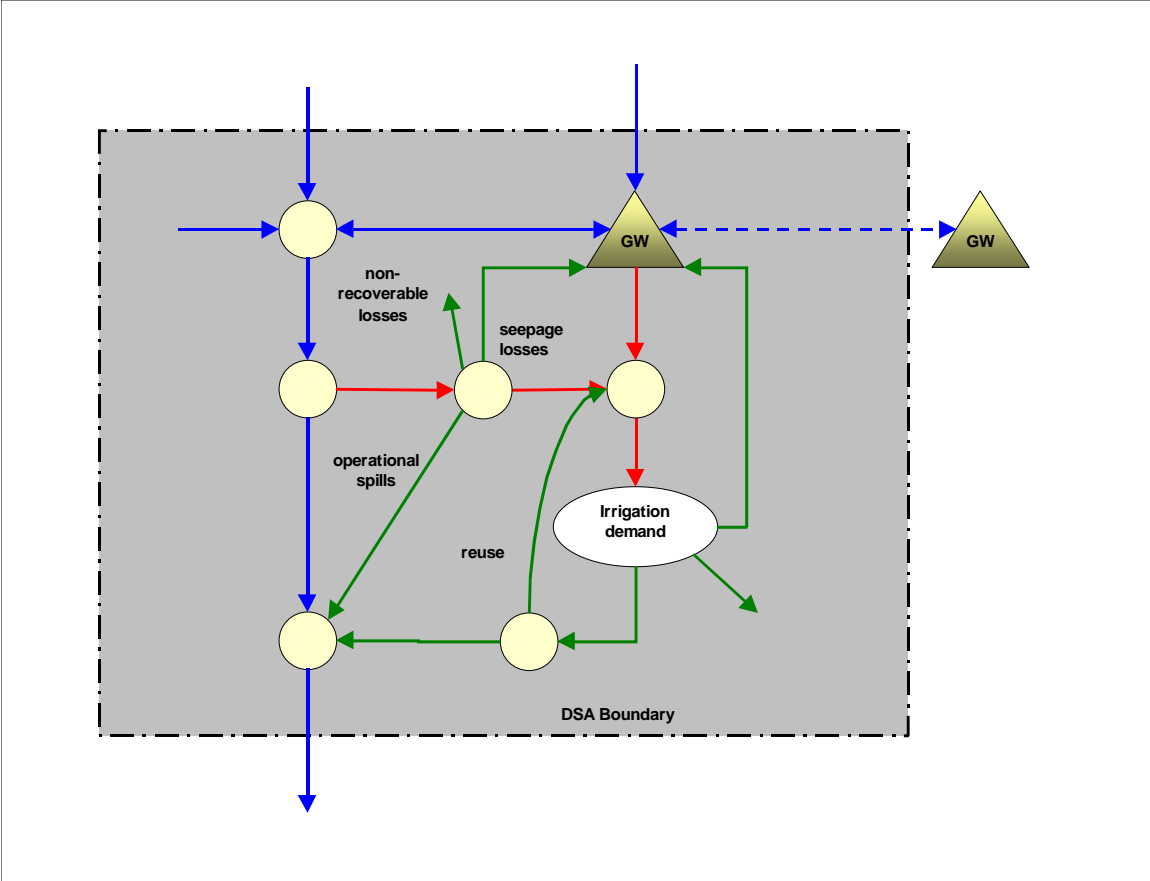 GW
GW
non-
recoverable
losses
seepage
losses
operational
spills
Irrigation
demand
reuse
DSA Boundary